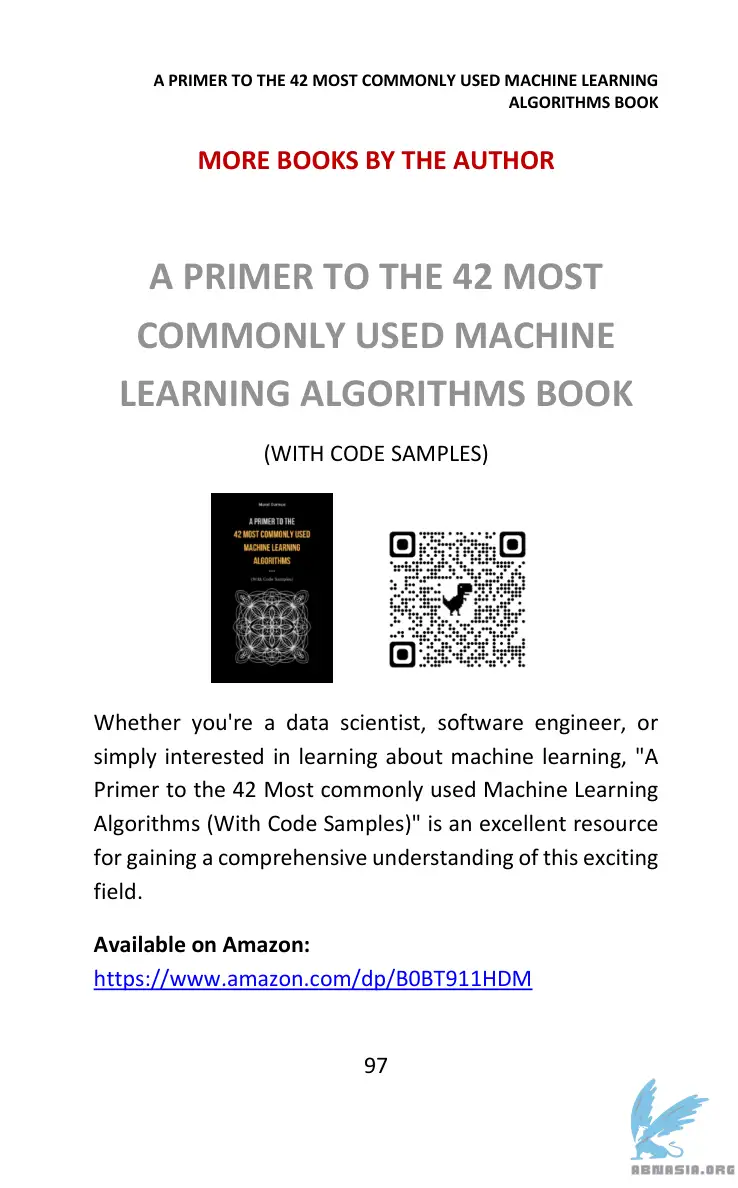 A PRIMER TO THE 42 MOST COMMONLY USED MACHINE LEARNING
ALGORITHMS BOOK
MORE BOOKS BY THE AUTHOR
A PRIMER TO THE 42 MOST
COMMONLY USED MACHINE
LEARNING ALGORITHMS BOOK
(WITH CODE SAMPLES)
A PRIMER TO THE
42 MOST COMMONLY USED
MACHINE LEARNING
ALGORITHMS
(With Code Samples)
Whether you're a data scientist, software engineer, or
simply interested in learning about machine learning, "A
Primer to the 42 Most commonly used Machine Learning
Algorithms (With Code Samples)" is an excellent resource
for gaining a comprehensive understanding of this exciting
field.
Available on Amazon:
https://www.amazon.com/dp/B0BT911HDM
97
ABNASIA.ORG